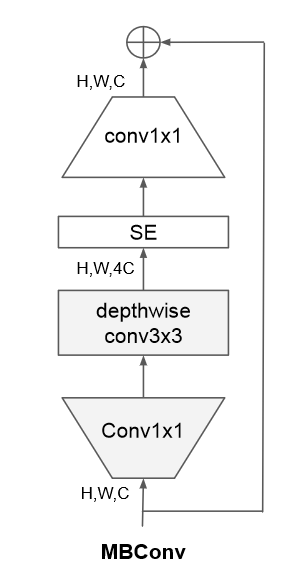 H,W,C
conv1x1
SE
H,W,4C
depthwise
conv3x3
Conv1x1
H,W,C
MBConv